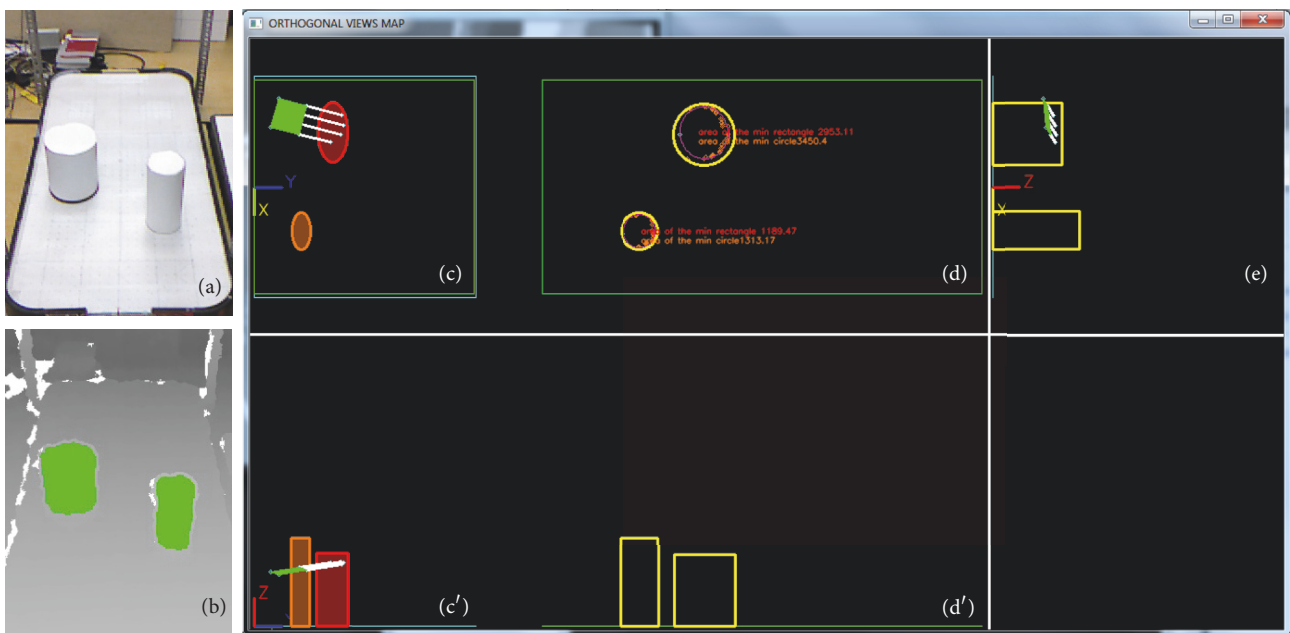 ORTHOGONAL VIEWS MAP
(a)
(b)
Y
X
(c)
area of the min rectangle 2953.11
area of the min circle3450.4
area of the min rectangle 1189.47
area of the min circle1313.17
(d)
Z
X
(e)
Z
(c′)
(d′)